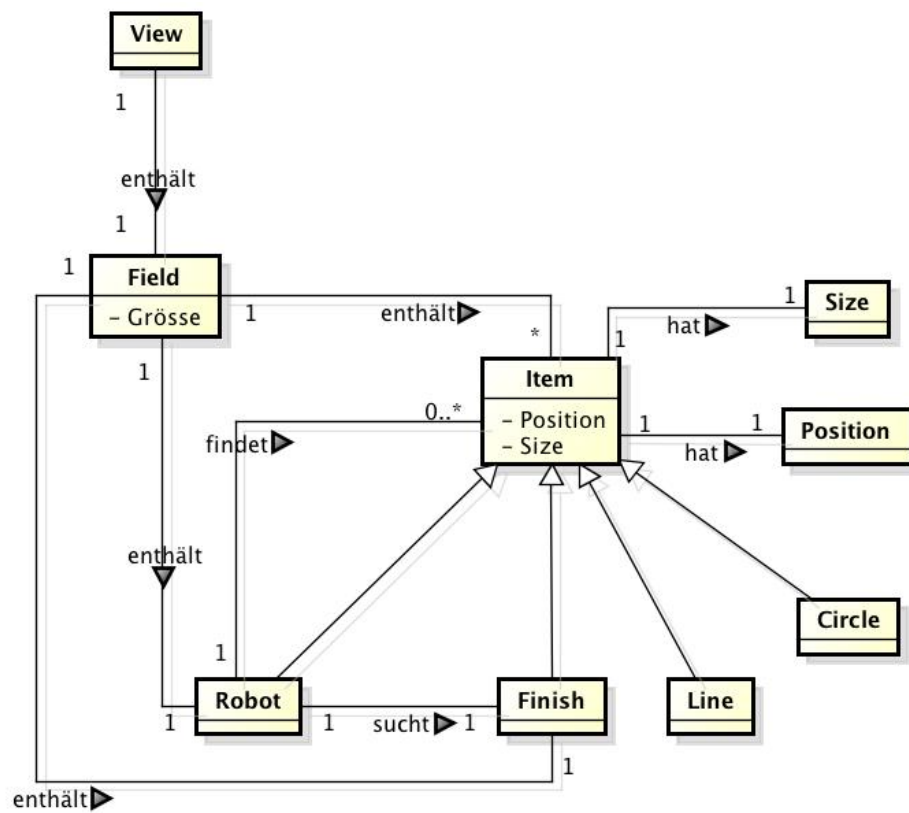 View
1
enthält
1
1
Field
- Grösse
1
enthält
*
1
hat
1
Size
1
Item
- Position
- Size
0..*
findet
1
hat
1
Position
enthält
Circle
1
Robot
1
1
sucht
1
Finish
Line
1
enthält